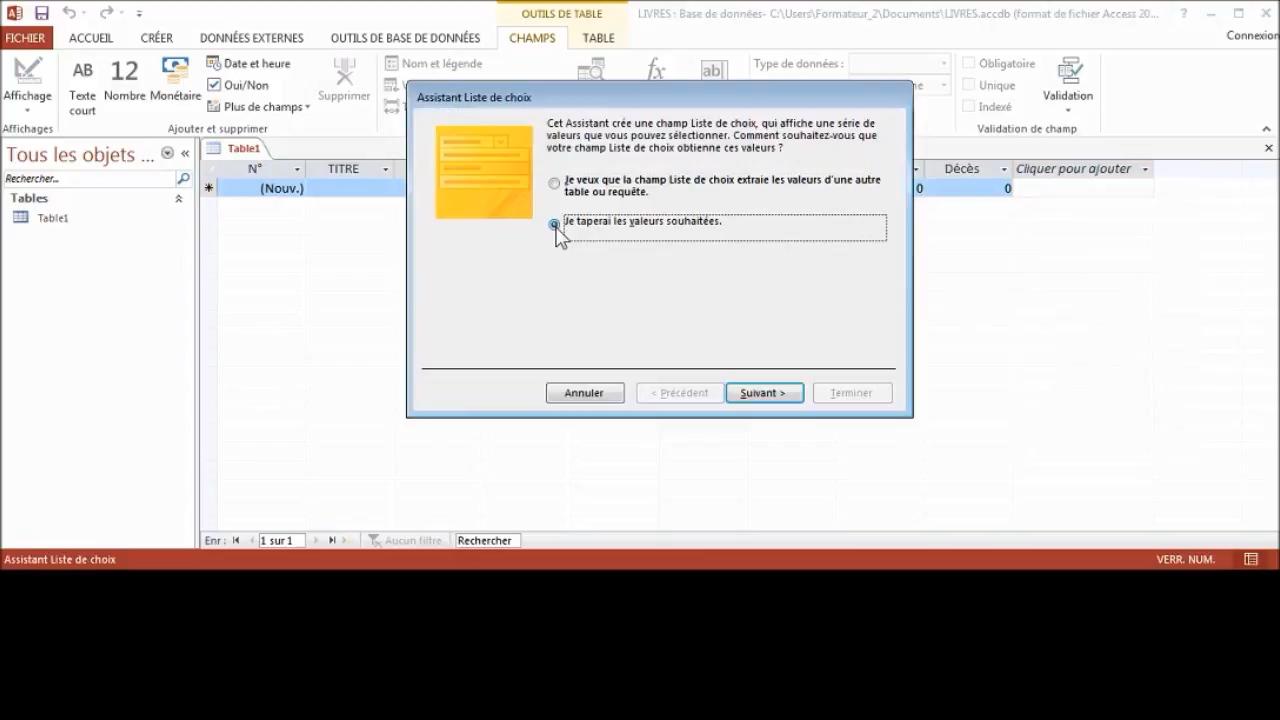 OUTILS DE TABLE
LIVRES : Base de données- C:\Users\Formateur_2\Documents\LIVRES.accdb (format de fichier Access 20...
FICHIER ACCUEIL CRÉER DONNÉES EXTERNES OUTILS DE BASE DE DONNÉES CHAMPS TABLE
Connexion
Affichage
AB
Texte
court
12
Nombre
Monétaire
Date et heure
Oui/Non
Plus de champs
Supprimer
Nom et légende
fx
ab
Type de données :
Obligatoire
Unique
Indexé
Validation
Affichages
Ajouter et supprimer
Validation de champ
Tous les objets ...
Rechercher...
Tables
Table1
Table1
N° TITRE Décès Cliquer pour ajouter
* (Nouv.) 0 0
Assistant Liste de choix
Cet Assistant crée une champ Liste de choix, qui affiche une série de
valeurs que vous pouvez sélectionner. Comment souhaitez-vous que
votre champ Liste de choix obtienne ces valeurs ?
Je veux que la champ Liste de choix extraie les valeurs d'une autre
table ou requête.
Je taperai les valeurs souhaitées.
Annuler < Précédent Suivant > Terminer
Enr : 1 sur 1 Aucun filtre Rechercher
Assistant Liste de choix
VERR. NUM.